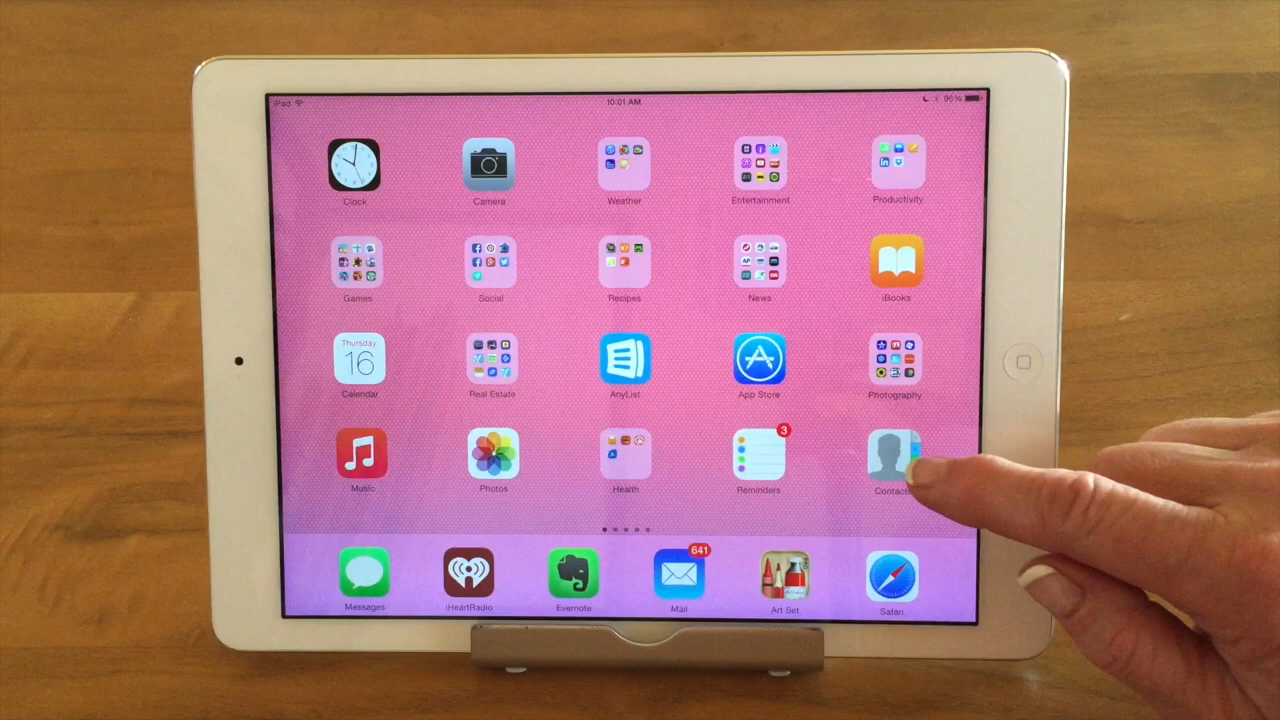 iPad 10:01 AM 96%
Clock Camera Weather Entertainment Productivity
Games Social Recipes News iBooks
Thursday
16
Calendar Real Estate AnyList App Store Photography
3
Music Photos Health Reminders Contacts
641
Messages iHeartRadio Evernote Mail Art Set Safari